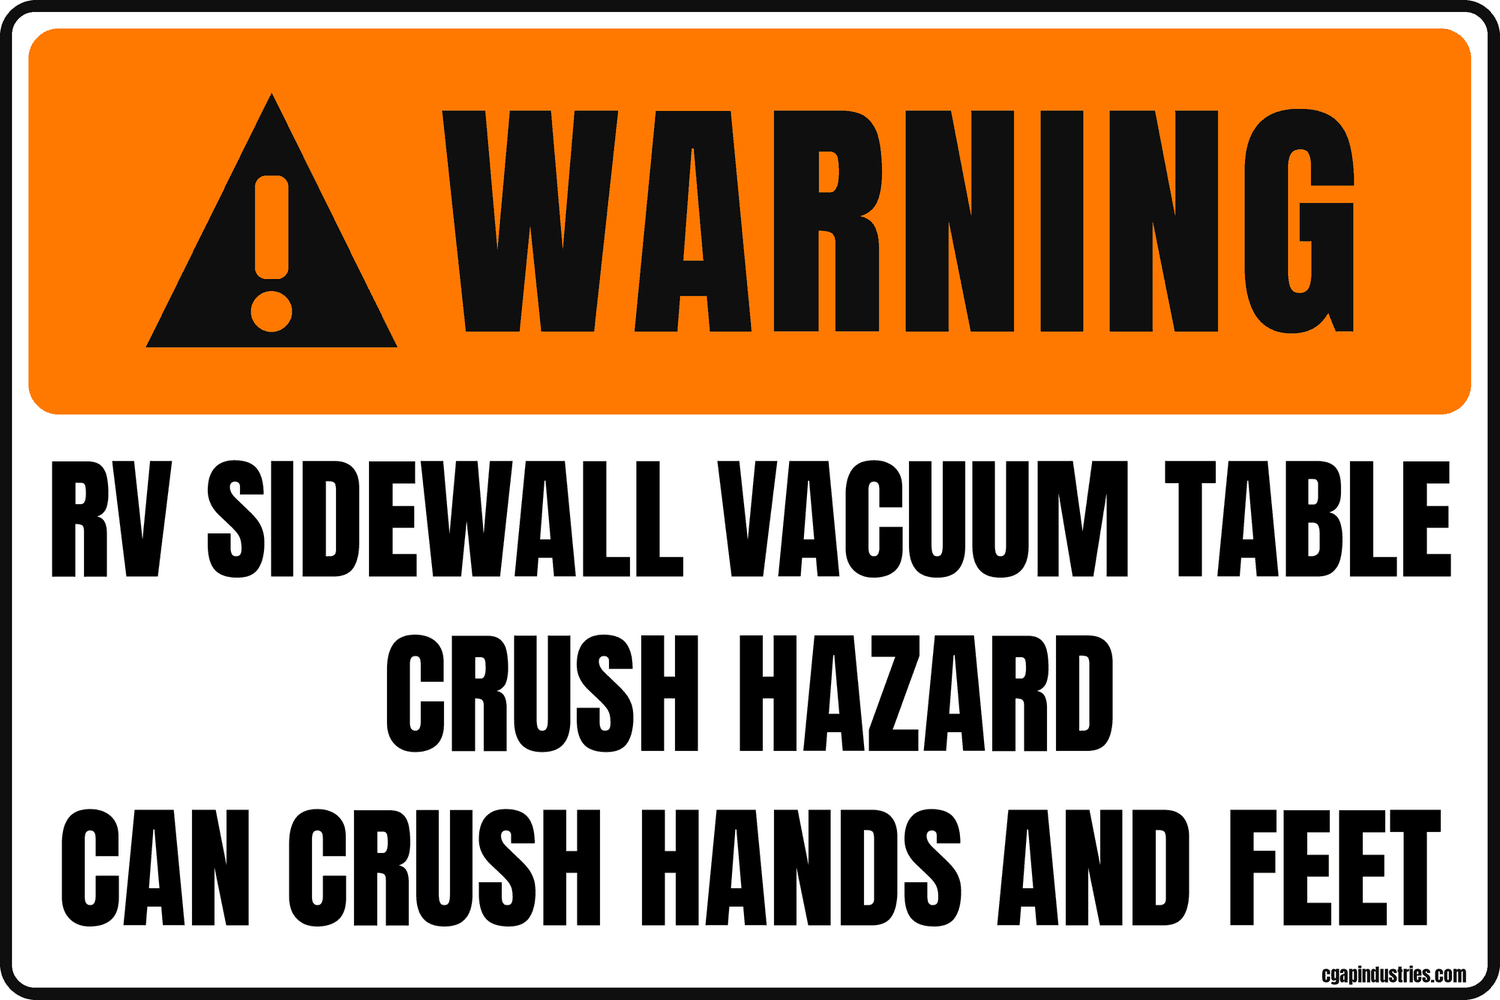 WARNING
RV SIDEWALL VACUUM TABLE
CRUSH HAZARD
CAN CRUSH HANDS AND FEET
cgapindustries.com